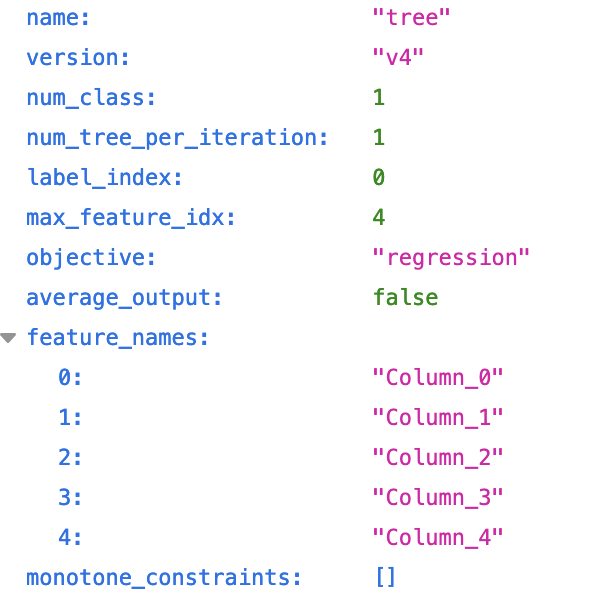 name: "tree"
version: "v4"
num_class: 1
num_tree_per_iteration: 1
label_index: 0
max_feature_idx: 4
objective: "regression"
average_output: false
feature_names:
0: "Column_0"
1: "Column_1"
2: "Column_2"
3: "Column_3"
4: "Column_4"
monotone_constraints: []